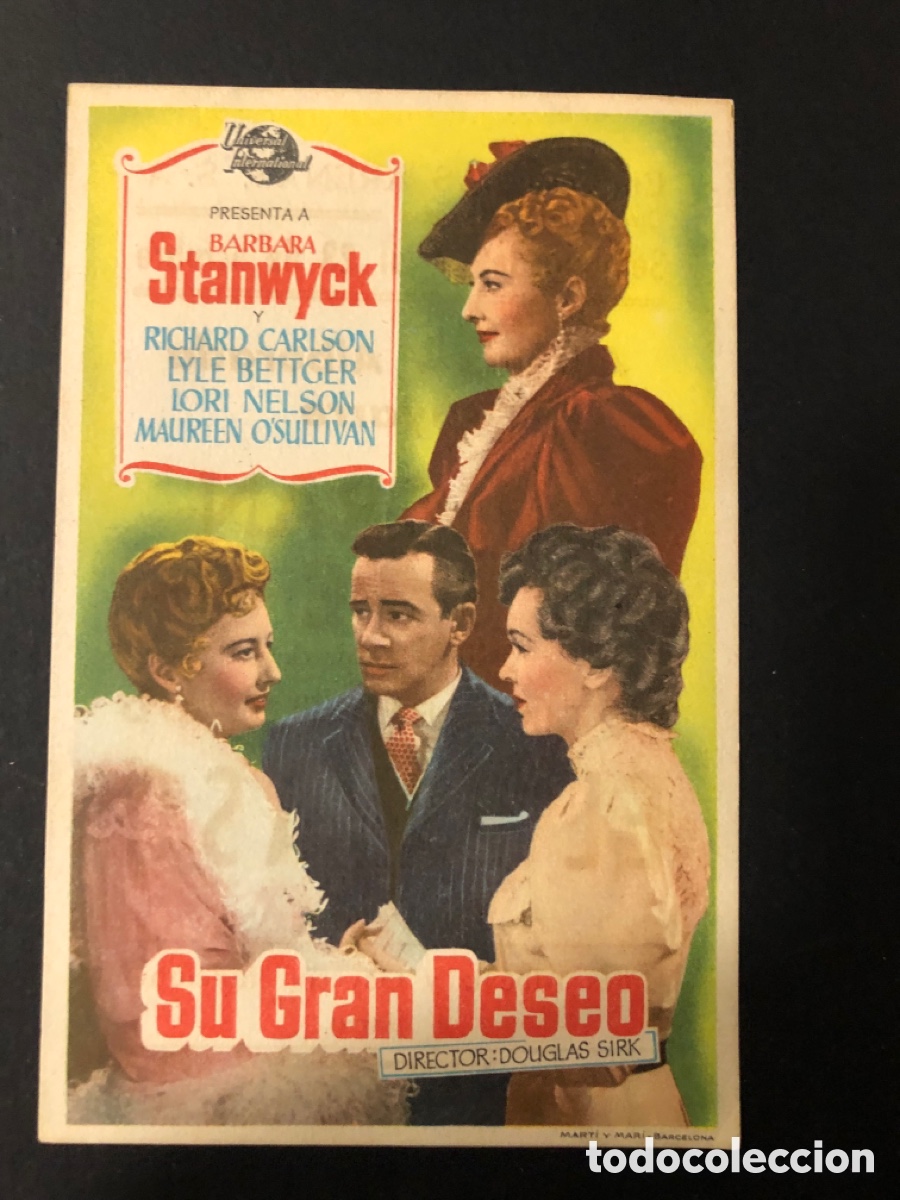 Universal
International
PRESENTA A
BARBARA
Stanwyck
Y
RICHARD CARLSON
LYLE BETTGER
LORI NELSON
MAUREEN O'SULLIVAN
Su Gran Deseo
DIRECTOR: DOUGLAS SIRK
MARTÍ Y MARÍ-BARCELONA
todocoleccion